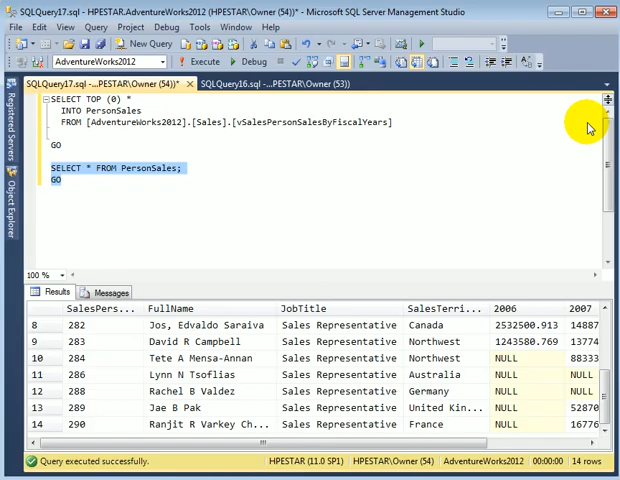 SQLQuery17.sql - HPESTAR.AdventureWorks2012 (HPESTAR\Owner (54))* - Microsoft SQL Server Management Studio
File Edit View Query Project Debug Tools Window Help
New Query
AdventureWorks2012 Execute Debug
SQLQuery17.sql -...PESTAR\Owner (54))* SQLQuery16.sql -...PESTAR\Owner (53))
Registered Servers
Object Explorer
SELECT TOP (0) *
INTO PersonSales
FROM [AdventureWorks2012].[Sales].[vSalesPersonSalesByFiscalYears]
GO
SELECT * FROM PersonSales;
GO
100 %
Results Messages
SalesPers... FullName JobTitle SalesTerri... 2006 2007
8 282 Jos‚ Edvaldo Saraiva Sales Representative Canada 2532500.913 14887
9 283 David R Campbell Sales Representative Northwest 1243580.769 13774
10 284 Tete A Mensa-Annan Sales Representative Northwest NULL 88333
11 286 Lynn N Tsoflias Sales Representative Australia NULL NULL
12 288 Rachel B Valdez Sales Representative Germany NULL NULL
13 289 Jae B Pak Sales Representative United Kin... NULL 52870
14 290 Ranjit R Varkey Ch... Sales Representative France NULL 16776
Query executed successfully. HPESTAR (11.0 SP1) HPESTAR\Owner (54) AdventureWorks2012 00:00:00 14 rows